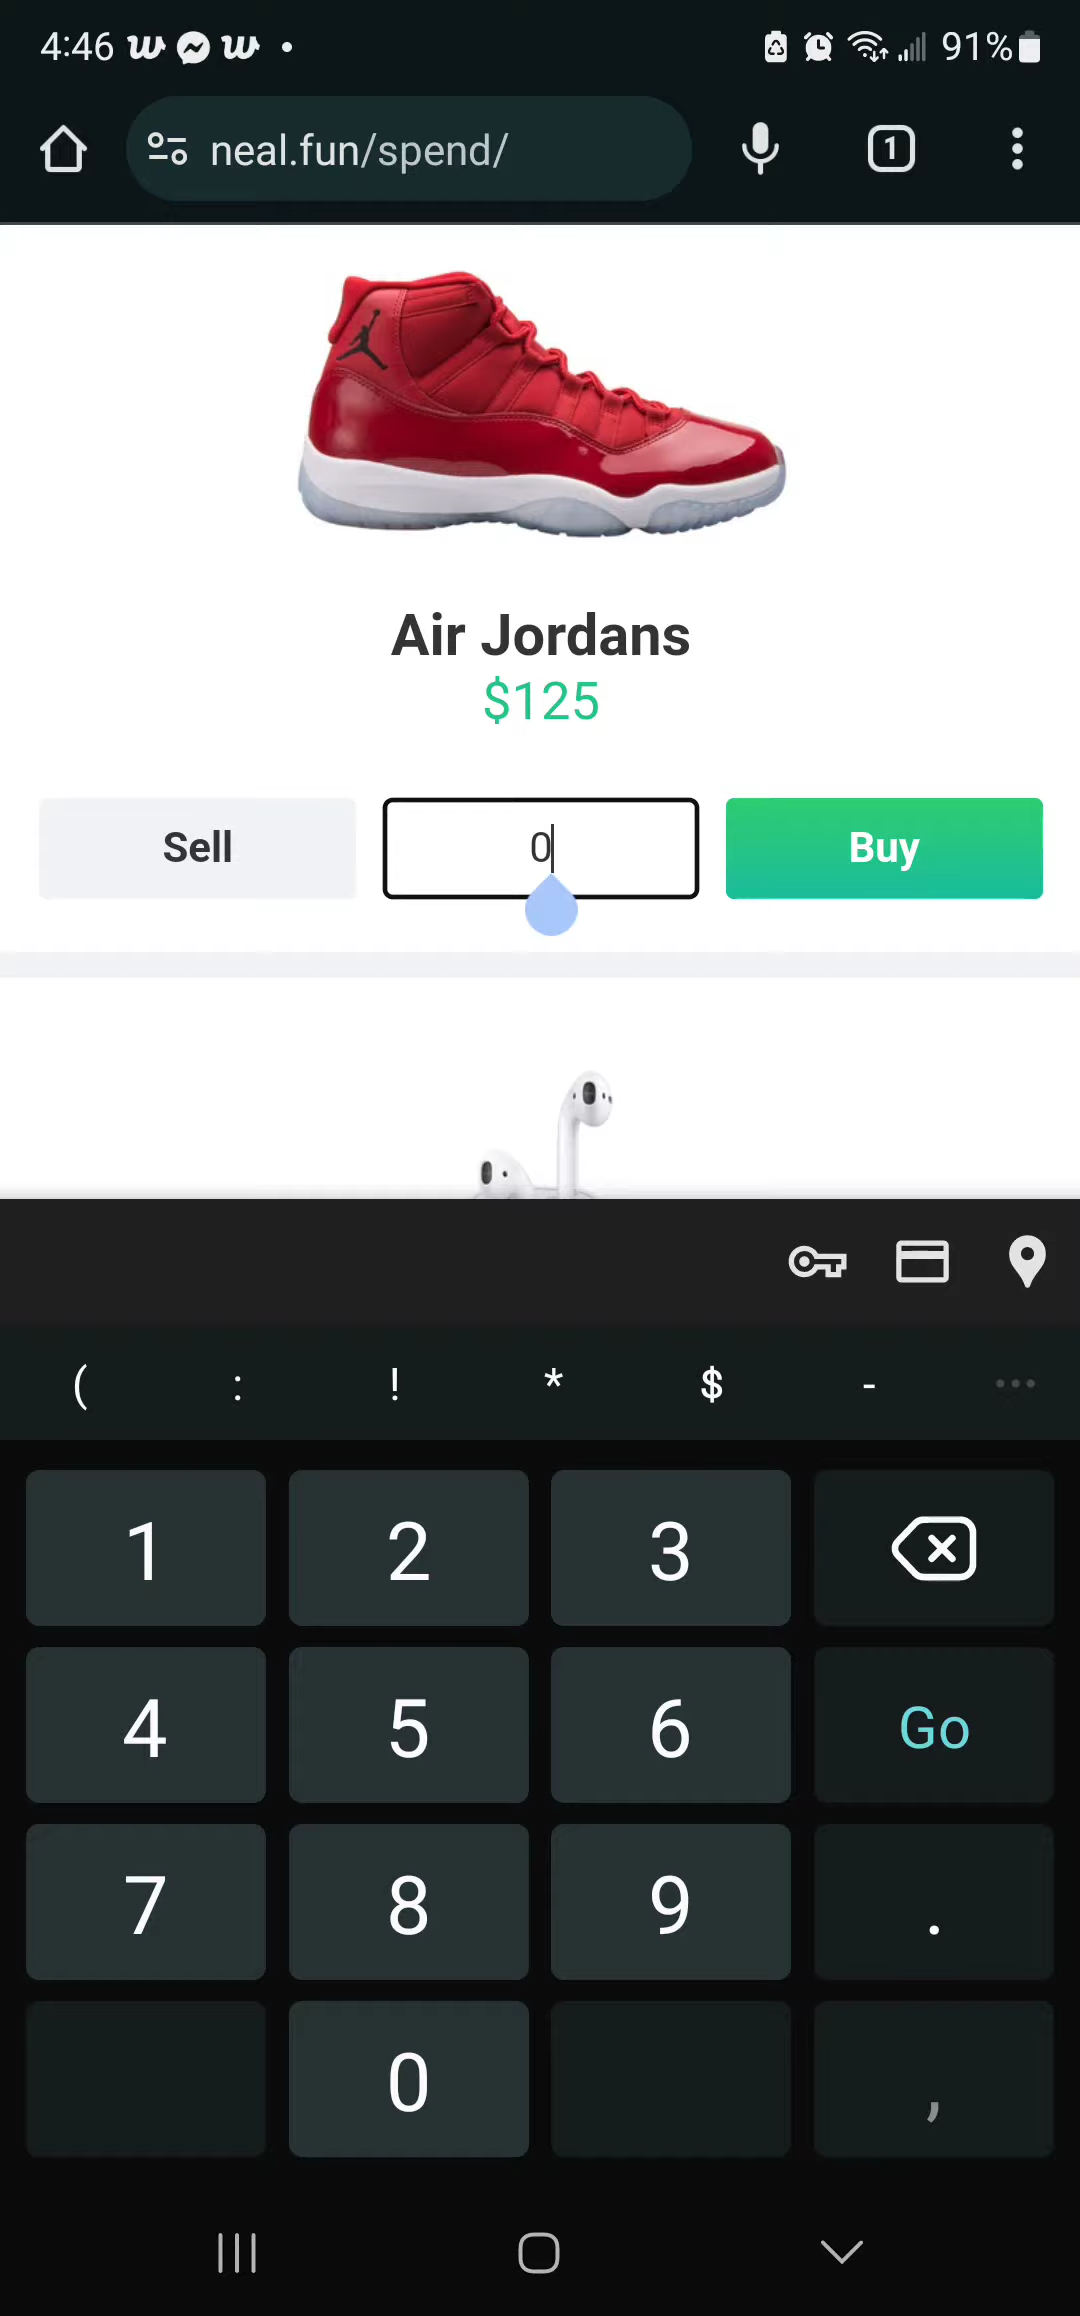 4:46 91%
neal.fun/spend/ 1
Air Jordans
$125
Sell 0 Buy
( : ! * $ -
1 2 3
4 5 6 Go
7 8 9 .
0 ,